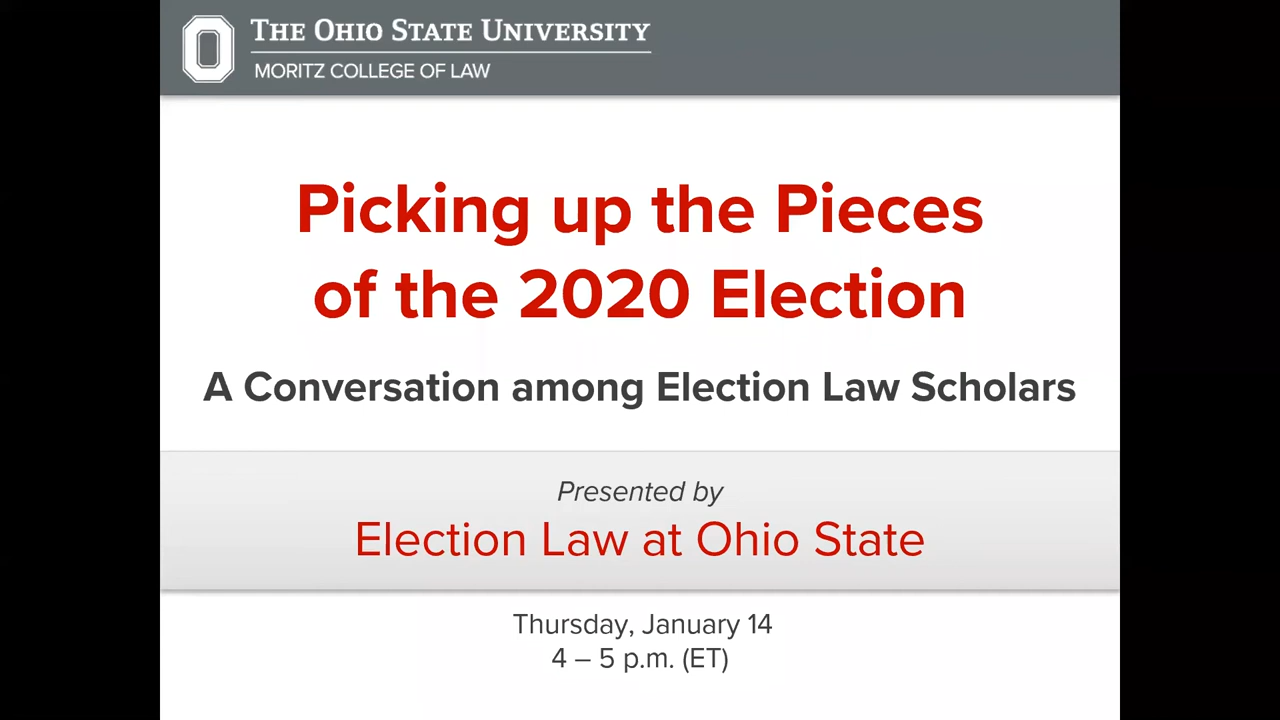 THE OHIO STATE UNIVERSITY
MORITZ COLLEGE OF LAW
Picking up the Pieces
of the 2020 Election
A Conversation among Election Law Scholars
Presented by
Election Law at Ohio State
Thursday, January 14
4 – 5 p.m. (ET)